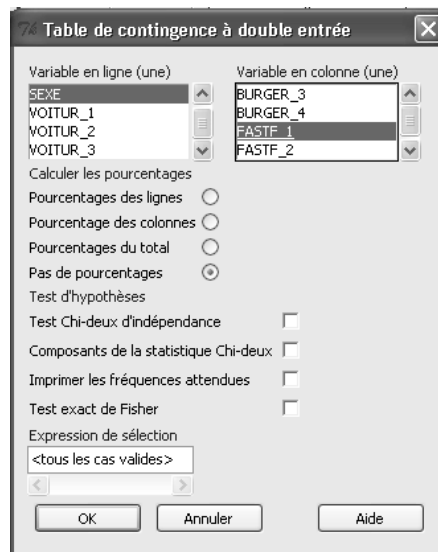 Table de contingence à double entrée
Variable en ligne (une)
Variable en colonne (une)
SEXE
VOITUR_1
VOITUR_2
VOITUR_3
BURGER_3
BURGER_4
FASTF_1
FASTF_2
Calculer les pourcentages
Pourcentages des lignes
Pourcentage des colonnes
Pourcentages du total
Pas de pourcentages
Test d'hypothèses
Test Chi-deux d'indépendance
Composants de la statistique Chi-deux
Imprimer les fréquences attendues
Test exact de Fisher
Expression de sélection
<tous les cas valides>
OK
Annuler
Aide